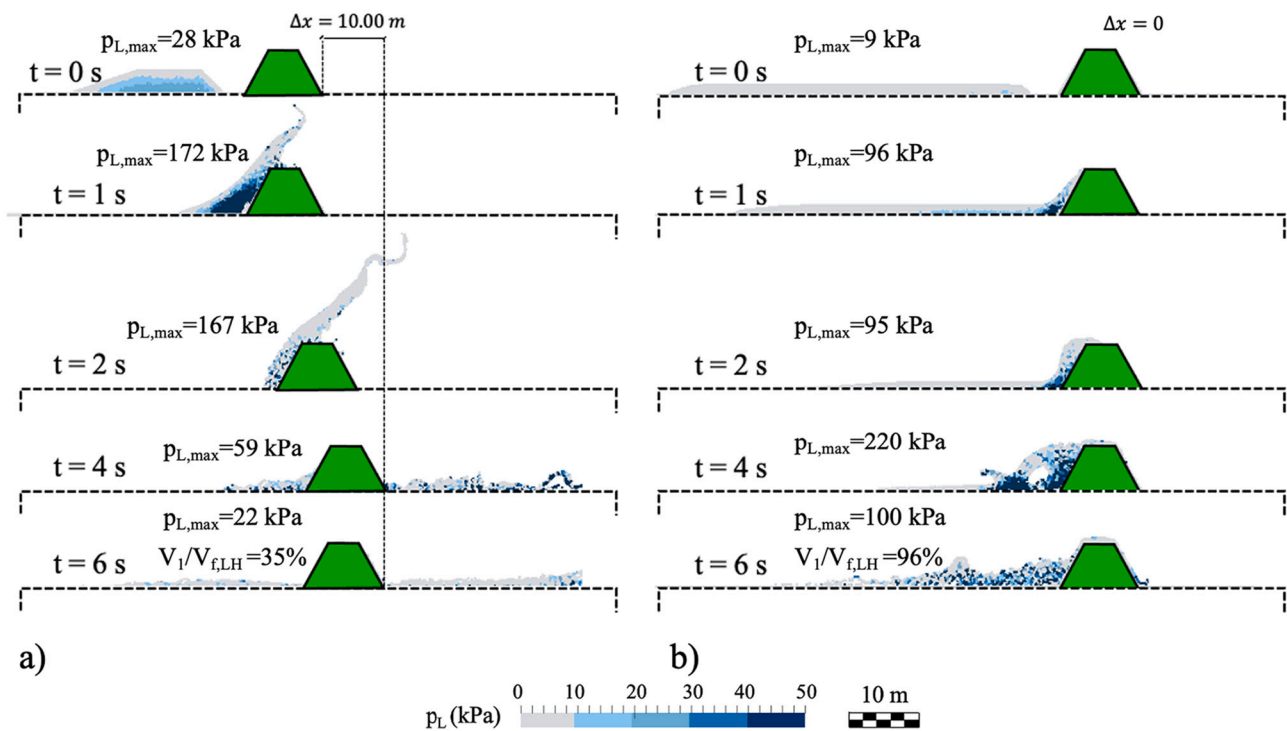 Δx = 10.00 m
p_L,max=28 kPa
t = 0 s
p_L,max=172 kPa
t = 1 s
p_L,max=167 kPa
t = 2 s
p_L,max=59 kPa
t = 4 s
p_L,max=22 kPa
t = 6 s
V_1/V_f,LH=35%
a)
Δx = 0
p_L,max=9 kPa
t = 0 s
p_L,max=96 kPa
t = 1 s
p_L,max=95 kPa
t = 2 s
p_L,max=220 kPa
t = 4 s
p_L,max=100 kPa
t = 6 s
V_1/V_f,LH=96%
b)
0 10 20 30 40 50
p_L (kPa)
10 m